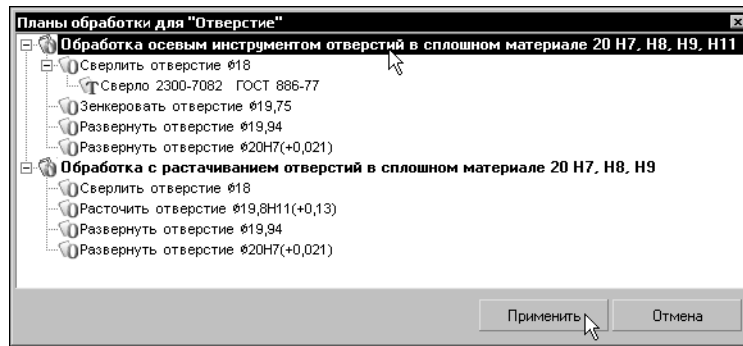 Планы обработки для "Отверстие"
Обработка осевым инструментом отверстий в сплошном материале 20 H7, H8, H9, H11
Сверлить отверстие ø18
Сверло 2300-7082 ГОСТ 886-77
Зенкеровать отверстие ø19,75
Развернуть отверстие ø19,94
Развернуть отверстие ø20H7(+0,021)
Обработка с растачиванием отверстий в сплошном материале 20 H7, H8, H9
Сверлить отверстие ø18
Расточить отверстие ø19,8H11(+0,13)
Развернуть отверстие ø19,94
Развернуть отверстие ø20H7(+0,021)
Применить Отмена